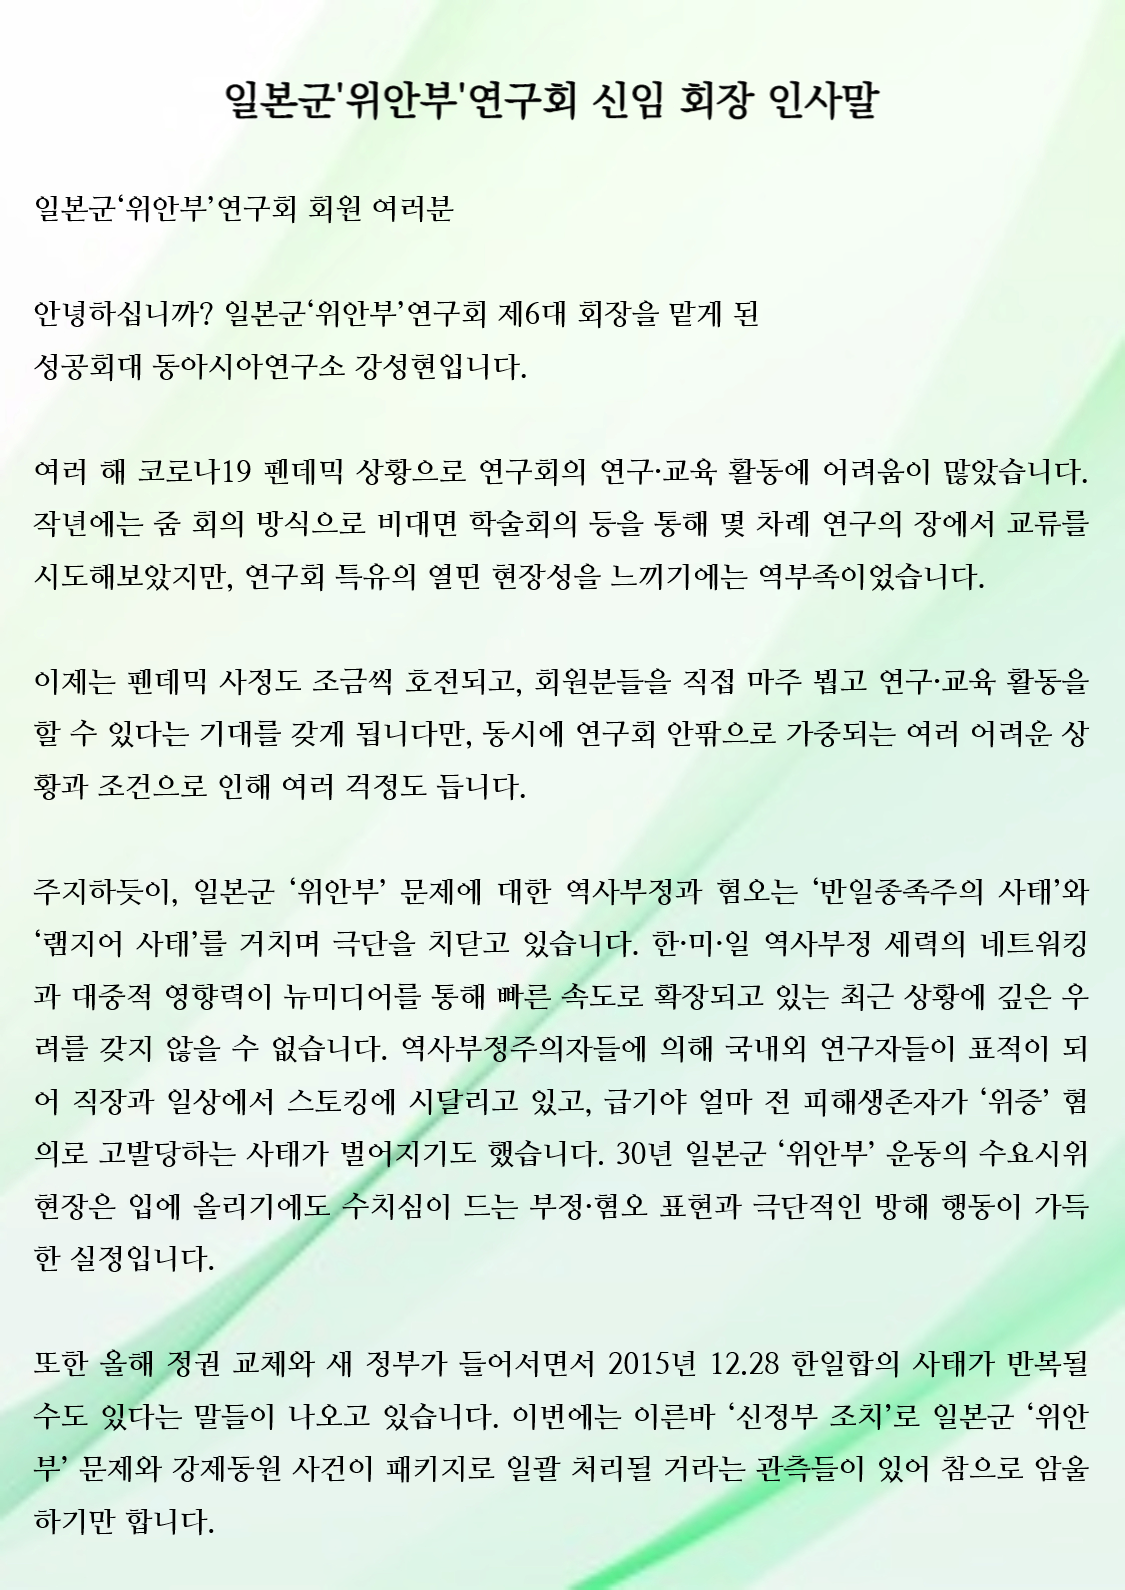 일본군'위안부'연구회 신임 회장 인사말
일본군‘위안부’연구회 회원 여러분
안녕하십니까? 일본군‘위안부’연구회 제6대 회장을 맡게 된
성공회대 동아시아연구소 강성현입니다.
여러 해 코로나19 펜데믹 상황으로 연구회의 연구·교육 활동에 어려움이 많았습니다.
작년에는 줌 회의 방식으로 비대면 학술회의 등을 통해 몇 차례 연구의 장에서 교류를
시도해보았지만, 연구회 특유의 열띤 현장성을 느끼기에는 역부족이었습니다.
이제는 펜데믹 사정도 조금씩 호전되고, 회원분들을 직접 마주 뵙고 연구·교육 활동을
할 수 있다는 기대를 갖게 됩니다만, 동시에 연구회 안팎으로 가중되는 여러 어려운 상
황과 조건으로 인해 여러 걱정도 듭니다.
주지하듯이, 일본군 ‘위안부’ 문제에 대한 역사부정과 혐오는 ‘반일종족주의 사태’와
‘램지어 사태’를 거치며 극단을 치닫고 있습니다. 한·미·일 역사부정 세력의 네트워킹
과 대중적 영향력이 뉴미디어를 통해 빠른 속도로 확장되고 있는 최근 상황에 깊은 우
려를 갖지 않을 수 없습니다. 역사부정주의자들에 의해 국내외 연구자들이 표적이 되
어 직장과 일상에서 스토킹에 시달리고 있고, 급기야 얼마 전 피해생존자가 ‘위증’ 혐
의로 고발당하는 사태가 벌어지기도 했습니다. 30년 일본군 ‘위안부’ 운동의 수요시위
현장은 입에 올리기에도 수치심이 드는 부정·혐오 표현과 극단적인 방해 행동이 가득
한 실정입니다.
또한 올해 정권 교체와 새 정부가 들어서면서 2015년 12.28 한일합의 사태가 반복될
수도 있다는 말들이 나오고 있습니다. 이번에는 이른바 ‘신정부 조치’로 일본군 ‘위안
부’ 문제와 강제동원 사건이 패키지로 일괄 처리될 거라는 관측들이 있어 참으로 암울
하기만 합니다.